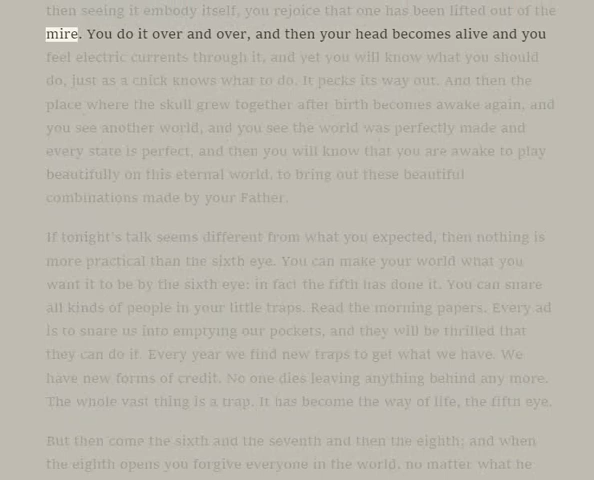 then seeing it embody itself, you rejoice that one has been lifted out of the
mire. You do it over and over, and then your head becomes alive and you
feel electric currents through it, and yet you will know what you should
do, just as a chick knows what to do. It pecks its way out. And then the
place where the skull grew together after birth becomes awake again, and
you see another world, and you see the world was perfectly made and
every state is perfect, and then you will know that you are awake to play
beautifully on this eternal world, to bring out these beautiful
combinations made by your Father.
If tonight's talk seems different from what you expected, then nothing is
more practical than the sixth eye. You can make your world what you
want it to be by the sixth eye; in fact the fifth has done it. You can snare
all kinds of people in your little traps. Read the morning papers. Every ad
is to snare us into emptying our pockets, and they will be thrilled that
they can do it. Every year we find new traps to get what we have. We
have new forms of credit. No one dies leaving anything behind any more.
The whole vast thing is a trap. It has become the way of life, the fifth eye.
But then come the sixth and the seventh and then the eighth; and when
the eighth opens you forgive everyone in the world, no matter what he